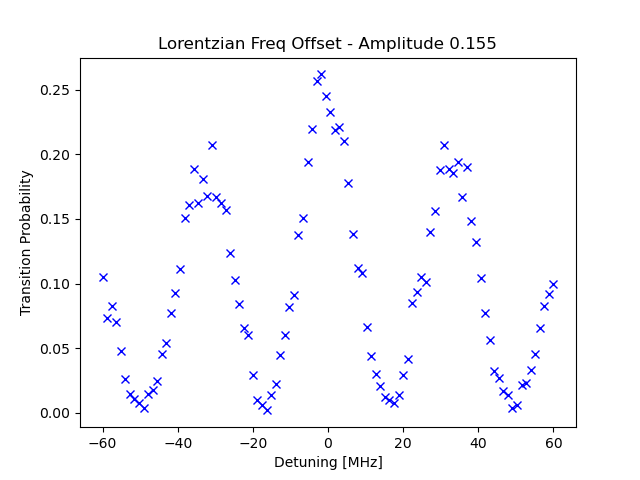 Lorentzian Freq Offset - Amplitude 0.155
0.25
0.20
0.15
0.10
0.05
0.00
Transition Probability
−60 −40 −20 0 20 40 60
Detuning [MHz]